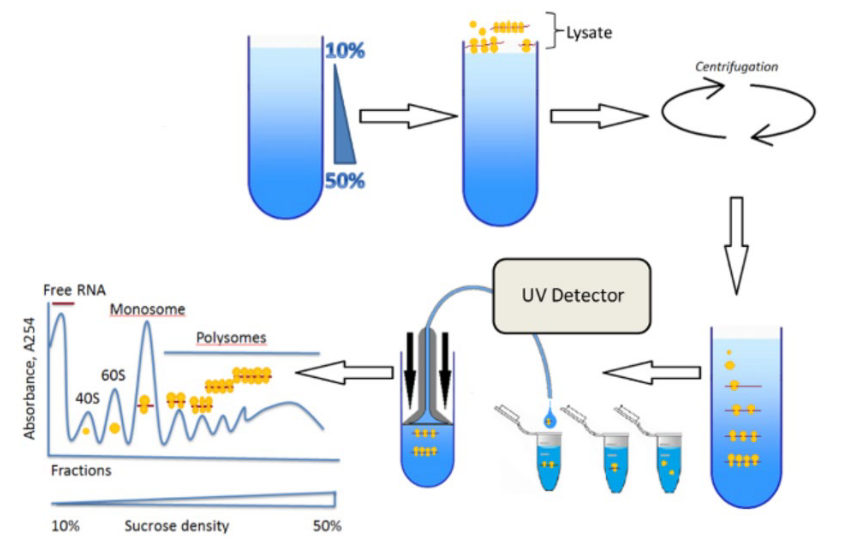 10%
50%
Lysate
Centrifugation
UV Detector
Free RNA
Monosome
Polysomes
60S
40S
Absorbance, A254
Fractions
10%
Sucrose density
50%